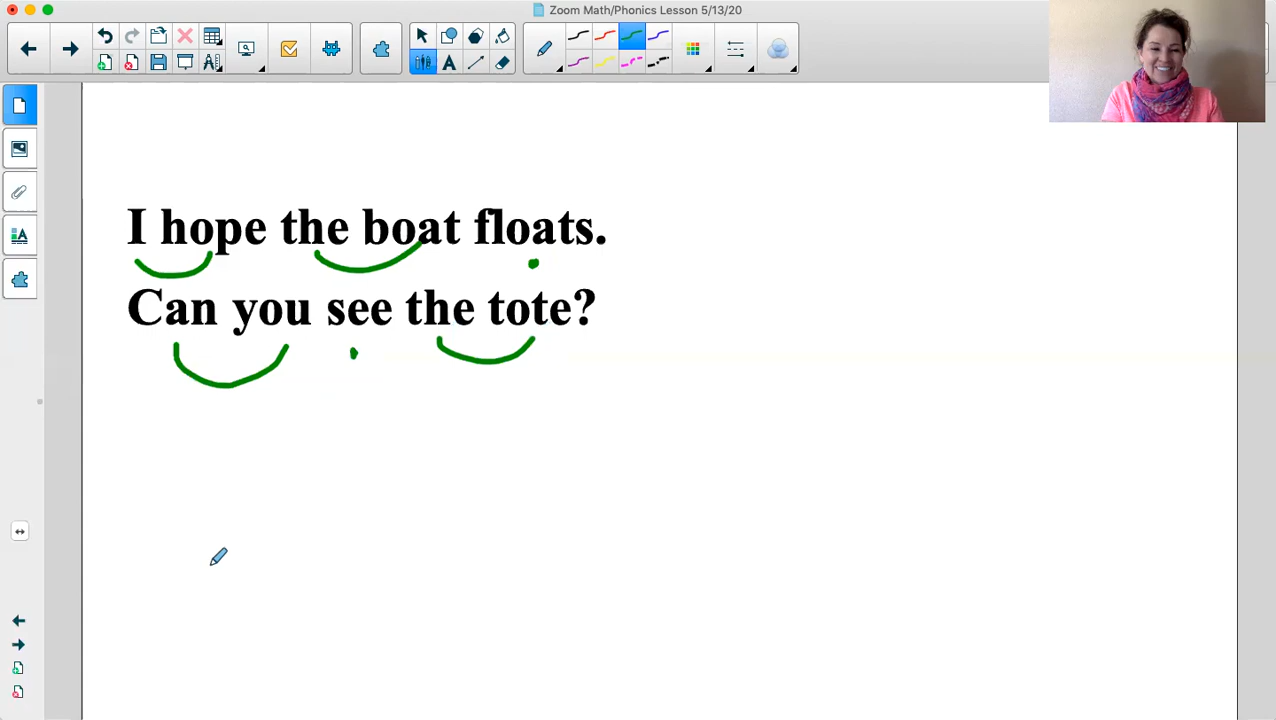 Zoom Math/Phonics Lesson 5/13/20
I hope the boat floats.
Can you see the tote?